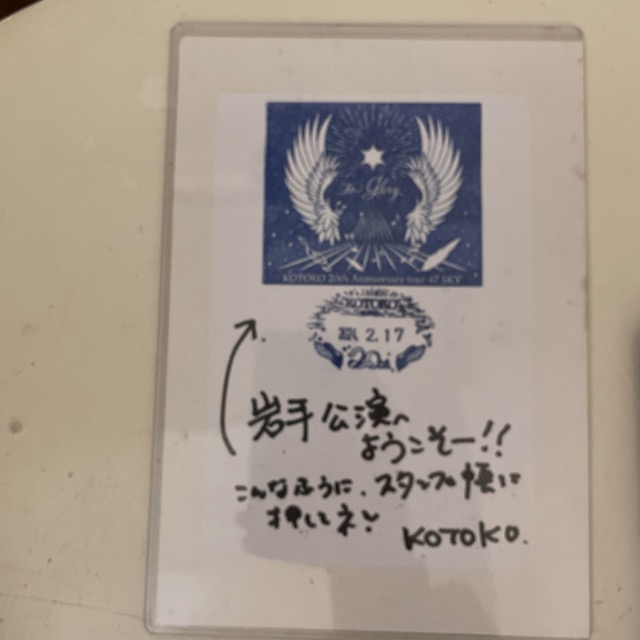 The Glory
KOTOKO 20th Anniversary tour 47 SKY
KOTOKO
2.17
20th
岩手公演へ
ようこそー!!
こんなふうに、スタンプ帳に
押してネ
KOTOKO.